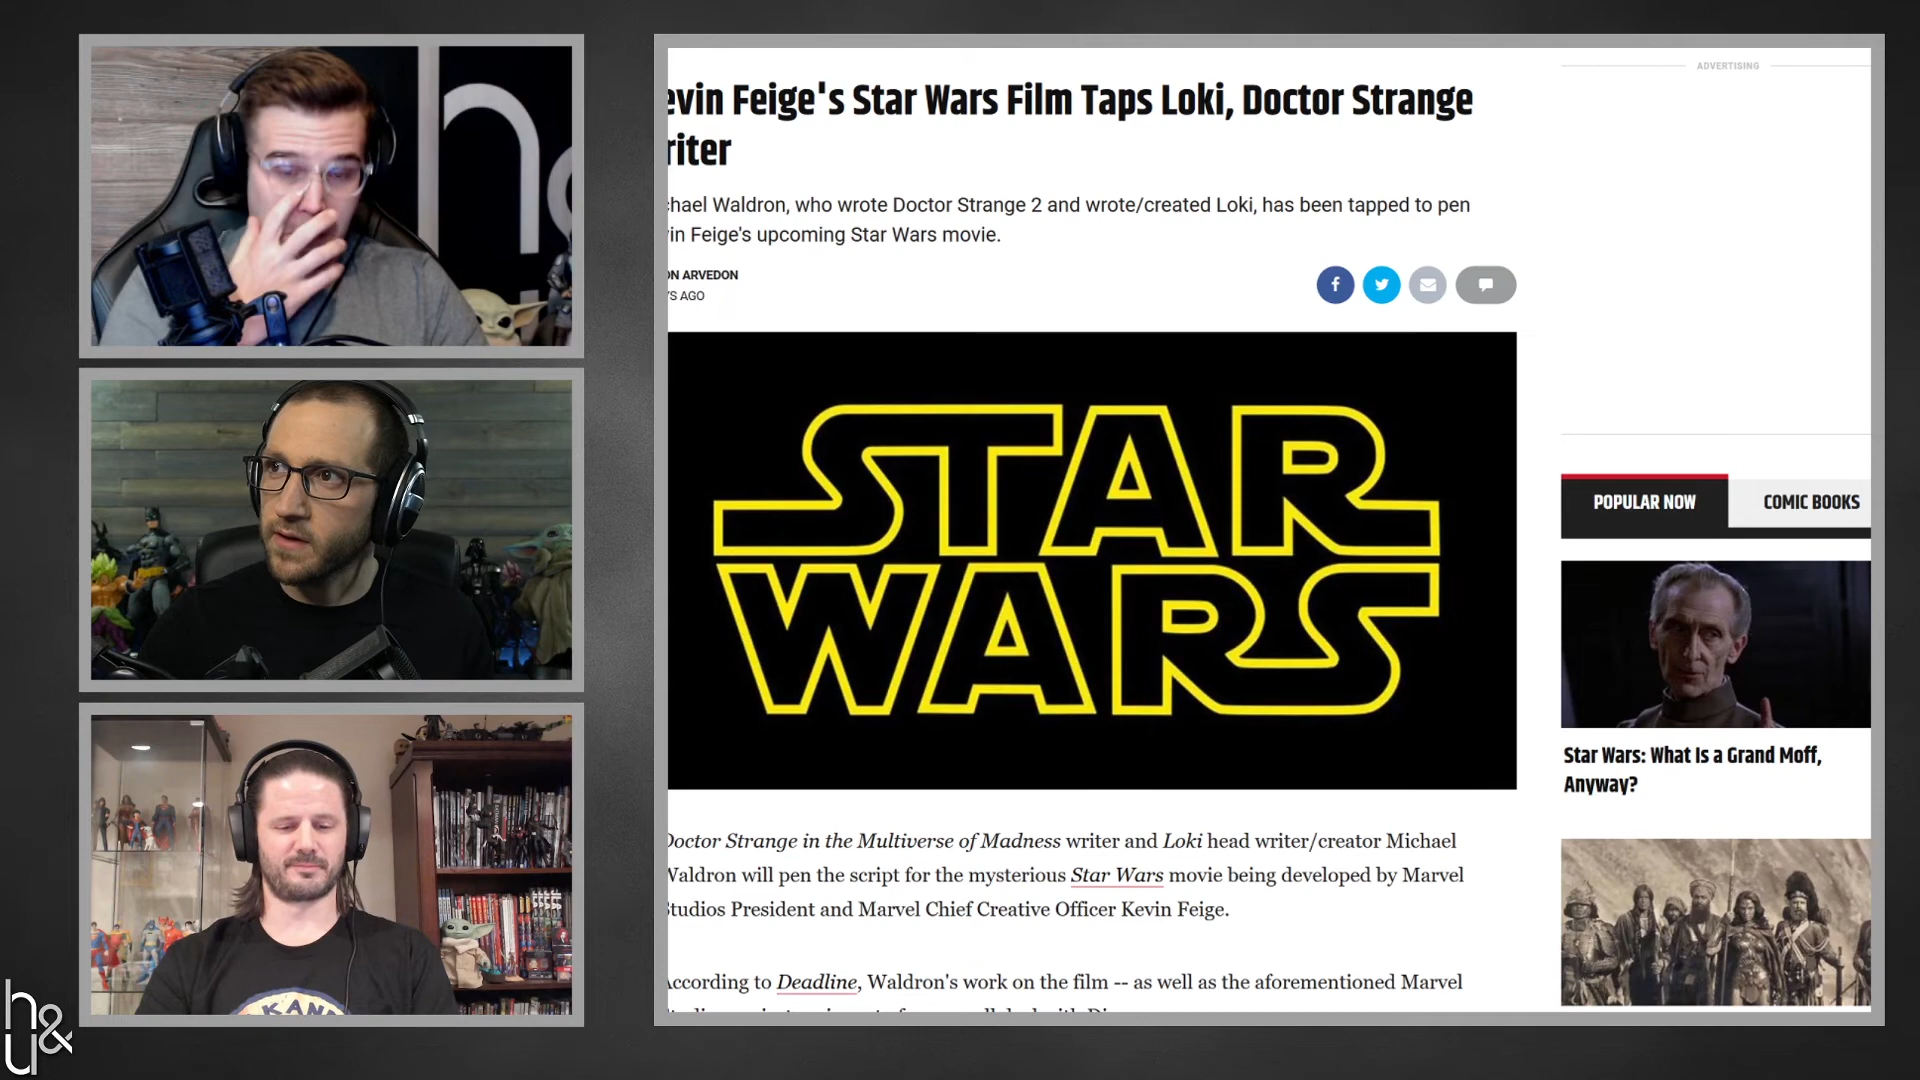 evin Feige's Star Wars Film Taps Loki, Doctor Strange
riter
hael Waldron, who wrote Doctor Strange 2 and wrote/created Loki, has been tapped to pen
in Feige's upcoming Star Wars movie.
ON ARVEDON
YS AGO
ADVERTISING
STAR
WARS
POPULAR NOW
COMIC BOOKS
Star Wars: What Is a Grand Moff,
Anyway?
Doctor Strange in the Multiverse of Madness writer and Loki head writer/creator Michael
Waldron will pen the script for the mysterious Star Wars movie being developed by Marvel
Studios President and Marvel Chief Creative Officer Kevin Feige.
According to Deadline, Waldron's work on the film -- as well as the aforementioned Marvel
h&u
KAN